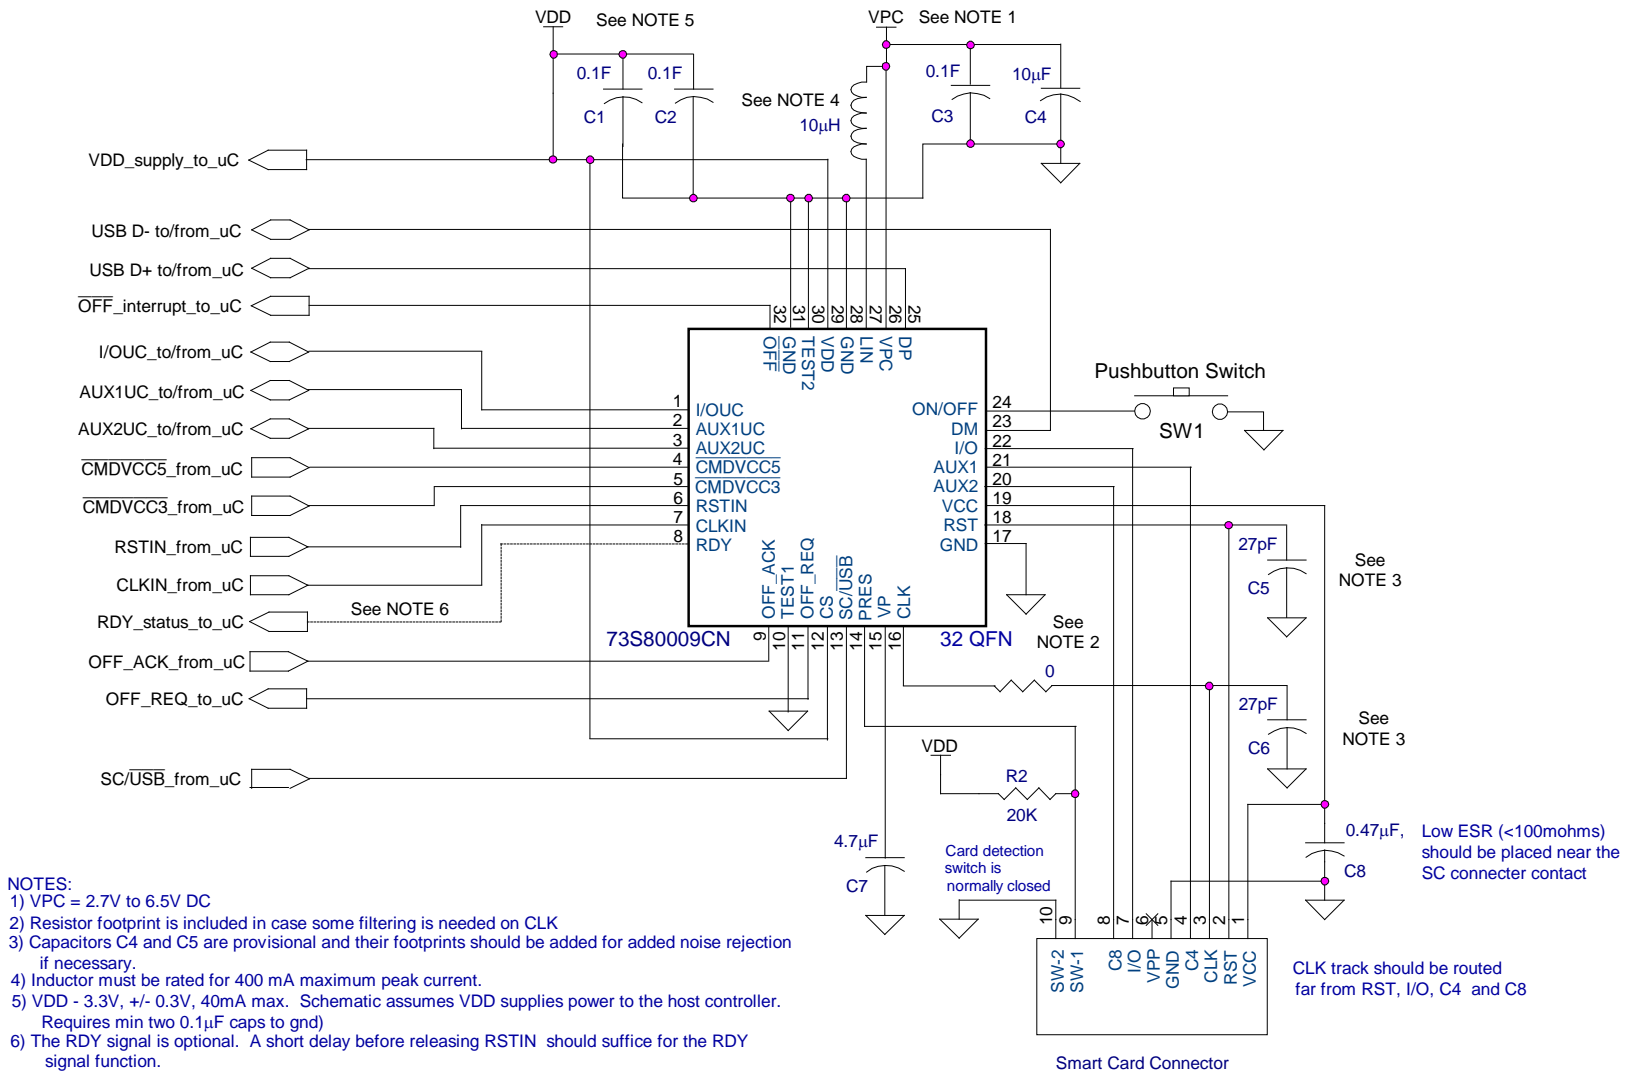 VDD
See NOTE 5
VPC
See NOTE 1
0.1F
0.1F
C1
C2
See NOTE 4
10µH
0.1F
10µF
C3
C4
VDD_supply_to_uC
USB D- to/from_uC
USB D+ to/from_uC
OFF_interrupt_to_uC
I/OUC_to/from_uC
AUX1UC_to/from_uC
AUX2UC_to/from_uC
CMDVCC5_from_uC
CMDVCC3_from_uC
RSTIN_from_uC
CLKIN_from_uC
RDY_status_to_uC
See NOTE 6
OFF_ACK_from_uC
OFF_REQ_to_uC
SC/USB_from_uC
32
31
30
29
28
27
26
25
OFF
GND
TEST2
VDD
GND
LIN
VPC
DP
1
I/OUC
2
AUX1UC
3
AUX2UC
4
CMDVCC5
5
CMDVCC3
6
RSTIN
7
CLKIN
8
RDY
ON/OFF
24
DM
23
I/O
22
AUX1
21
AUX2
20
VCC
19
RST
18
GND
17
OFF_ACK
TEST1
OFF_REQ
CS
SC/USB
PRES
VP
CLK
9
10
11
12
13
14
15
16
73S80009CN
32 QFN
Pushbutton Switch
SW1
27pF
C5
See
NOTE 3
See
NOTE 2
0
27pF
C6
See
NOTE 3
VDD
R2
20K
4.7µF
C7
Card detection
switch is
normally closed
0.47µF,
C8
Low ESR (<100mohms)
should be placed near the
SC connecter contact
10
9
8
7
6
5
4
3
2
1
SW-2
SW-1
C8
I/O
VPP
GND
C4
CLK
RST
VCC
CLK track should be routed
far from RST, I/O, C4 and C8
Smart Card Connector
NOTES:
1) VPC = 2.7V to 6.5V DC
2) Resistor footprint is included in case some filtering is needed on CLK
3) Capacitors C4 and C5 are provisional and their footprints should be added for added noise rejection
if necessary.
4) Inductor must be rated for 400 mA maximum peak current.
5) VDD - 3.3V, +/- 0.3V, 40mA max. Schematic assumes VDD supplies power to the host controller.
Requires min two 0.1µF caps to gnd)
6) The RDY signal is optional. A short delay before releasing RSTIN should suffice for the RDY
signal function.